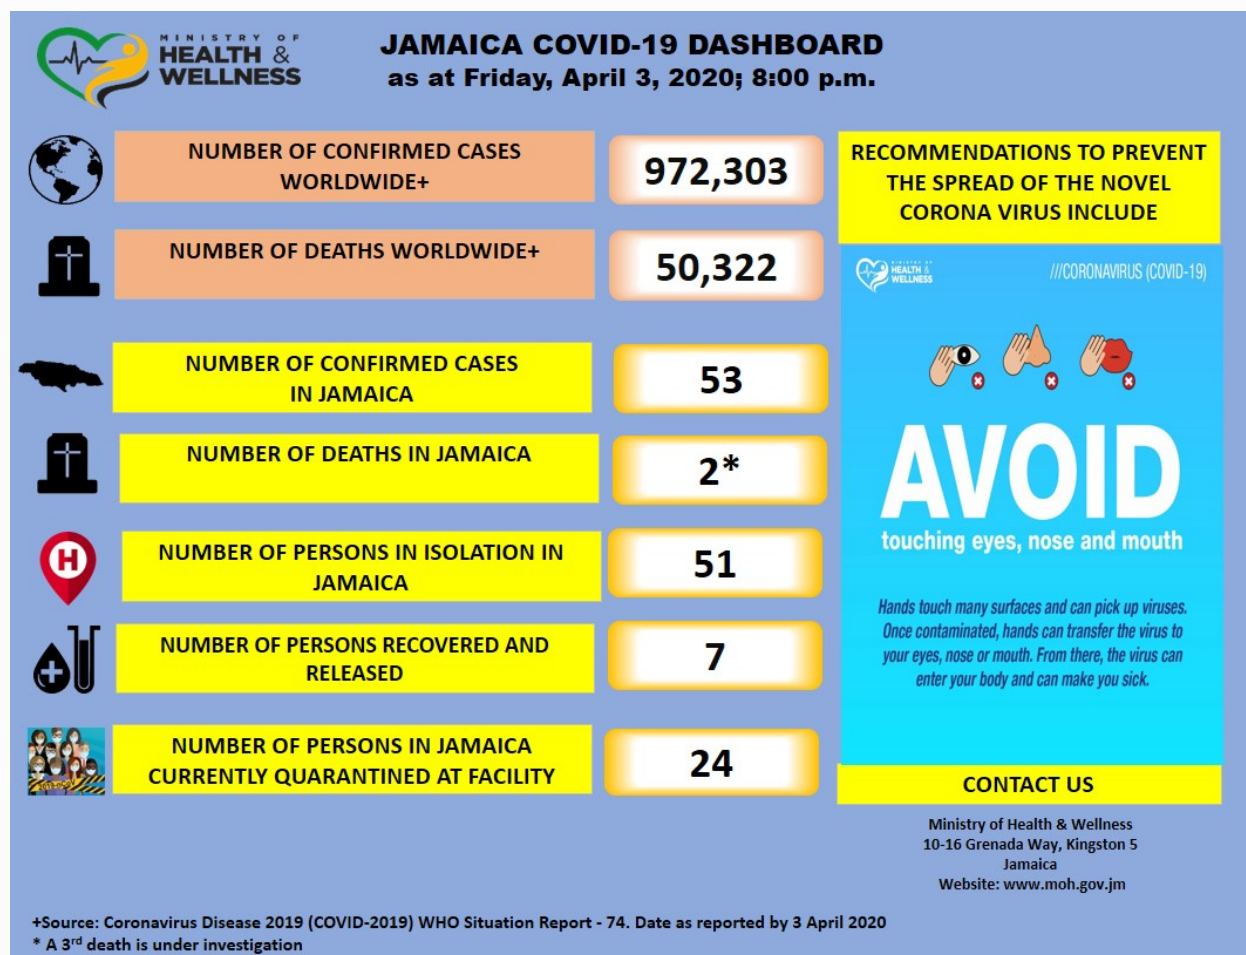 MINISTRY OF
HEALTH &
WELLNESS
JAMAICA COVID-19 DASHBOARD
as at Friday, April 3, 2020; 8:00 p.m.
NUMBER OF CONFIRMED CASES
WORLDWIDE+
972,303
NUMBER OF DEATHS WORLDWIDE+
50,322
NUMBER OF CONFIRMED CASES
IN JAMAICA
53
NUMBER OF DEATHS IN JAMAICA
2*
H
NUMBER OF PERSONS IN ISOLATION IN
JAMAICA
51
NUMBER OF PERSONS RECOVERED AND
RELEASED
7
NUMBER OF PERSONS IN JAMAICA
CURRENTLY QUARANTINED AT FACILITY
24
RECOMMENDATIONS TO PREVENT
THE SPREAD OF THE NOVEL
CORONA VIRUS INCLUDE
MINISTRY OF
HEALTH &
WELLNESS
///CORONAVIRUS (COVID-19)
AVOID
touching eyes, nose and mouth
Hands touch many surfaces and can pick up viruses.
Once contaminated, hands can transfer the virus to
your eyes, nose or mouth. From there, the virus can
enter your body and can make you sick.
CONTACT US
Ministry of Health & Wellness
10-16 Grenada Way, Kingston 5
Jamaica
Website: www.moh.gov.jm
+Source: Coronavirus Disease 2019 (COVID-2019) WHO Situation Report - 74. Date as reported by 3 April 2020
* A 3rd death is under investigation